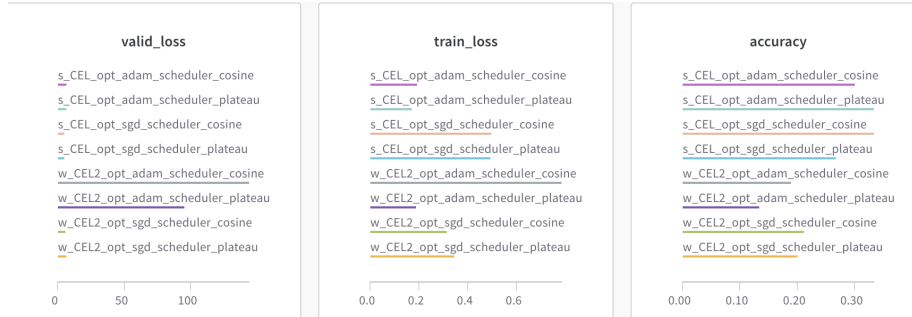 valid_loss
s_CEL_opt_adam_scheduler_cosine
s_CEL_opt_adam_scheduler_plateau
s_CEL_opt_sgd_scheduler_cosine
s_CEL_opt_sgd_scheduler_plateau
w_CEL2_opt_adam_scheduler_cosine
w_CEL2_opt_adam_scheduler_plateau
w_CEL2_opt_sgd_scheduler_cosine
w_CEL2_opt_sgd_scheduler_plateau
0 50 100
train_loss
s_CEL_opt_adam_scheduler_cosine
s_CEL_opt_adam_scheduler_plateau
s_CEL_opt_sgd_scheduler_cosine
s_CEL_opt_sgd_scheduler_plateau
w_CEL2_opt_adam_scheduler_cosine
w_CEL2_opt_adam_scheduler_plateau
w_CEL2_opt_sgd_scheduler_cosine
w_CEL2_opt_sgd_scheduler_plateau
0.0 0.2 0.4 0.6
accuracy
s_CEL_opt_adam_scheduler_cosine
s_CEL_opt_adam_scheduler_plateau
s_CEL_opt_sgd_scheduler_cosine
s_CEL_opt_sgd_scheduler_plateau
w_CEL2_opt_adam_scheduler_cosine
w_CEL2_opt_adam_scheduler_plateau
w_CEL2_opt_sgd_scheduler_cosine
w_CEL2_opt_sgd_scheduler_plateau
0.00 0.10 0.20 0.30